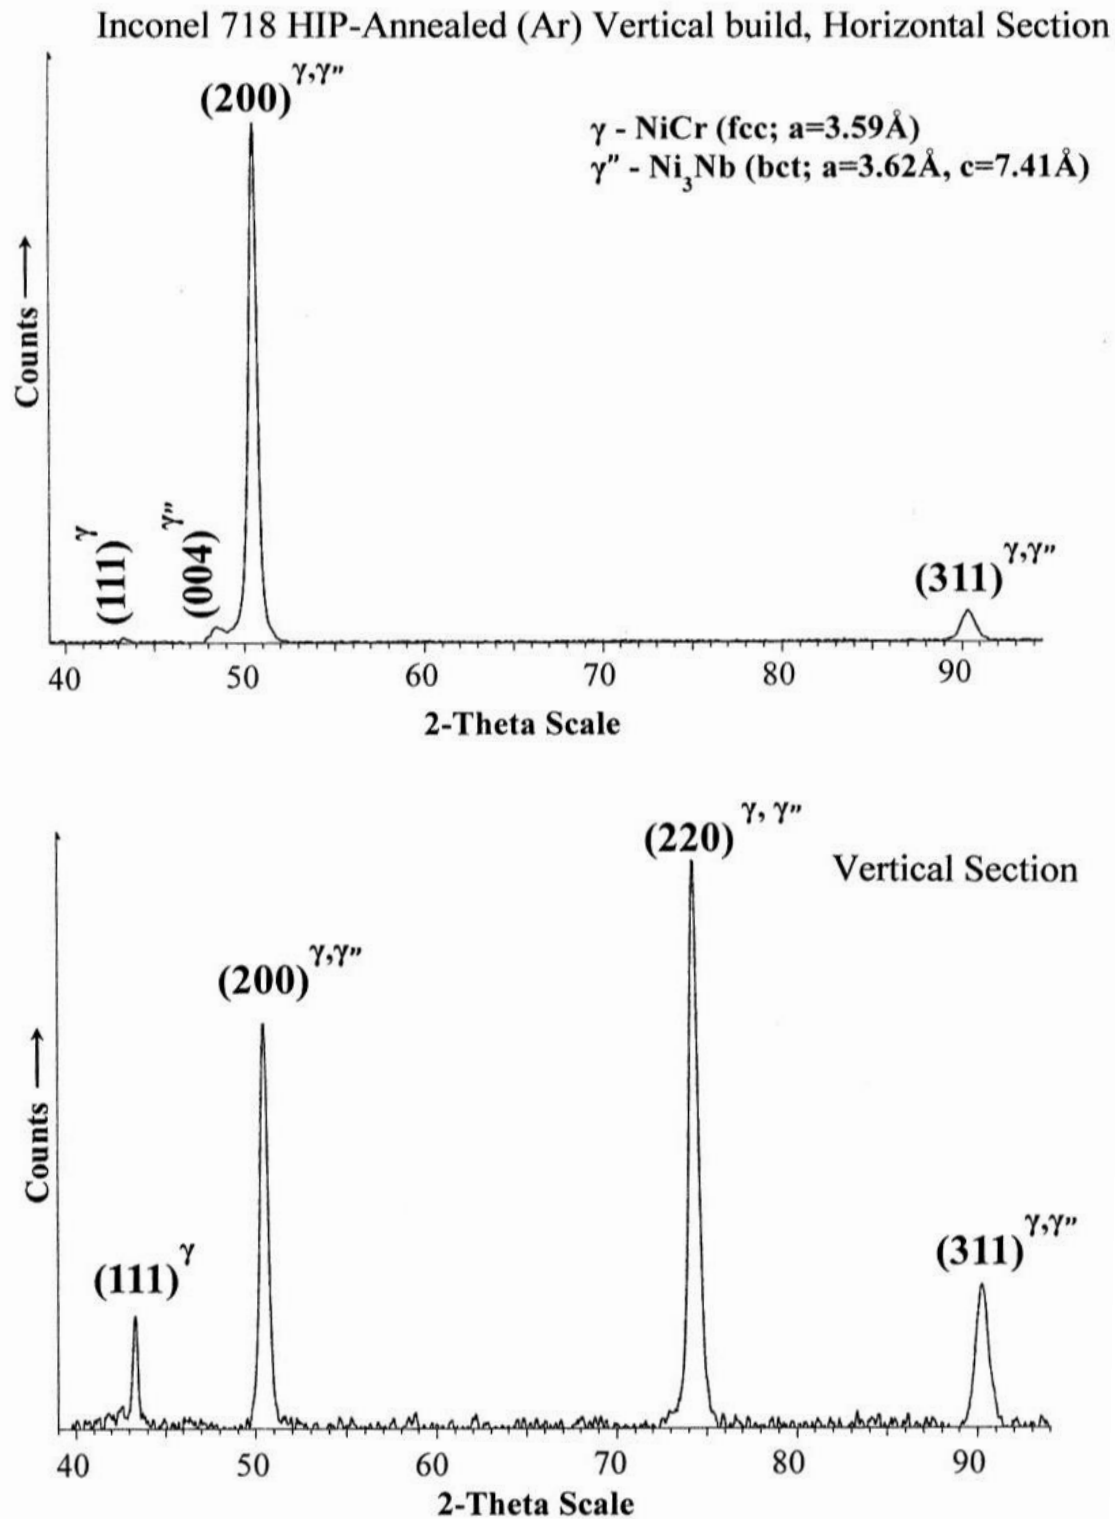 Inconel 718 HIP-Annealed (Ar) Vertical build, Horizontal Section
(200)γ,γ″
γ - NiCr (fcc; a=3.59Å)
γ″ - Ni₃Nb (bct; a=3.62Å, c=7.41Å)
Counts
(111)γ
(004)γ″
(311)γ,γ″
40 50 60 70 80 90
2-Theta Scale
(220)γ, γ″
Vertical Section
(200)γ,γ″
Counts
(111)γ
(311)γ,γ″
40 50 60 70 80 90
2-Theta Scale